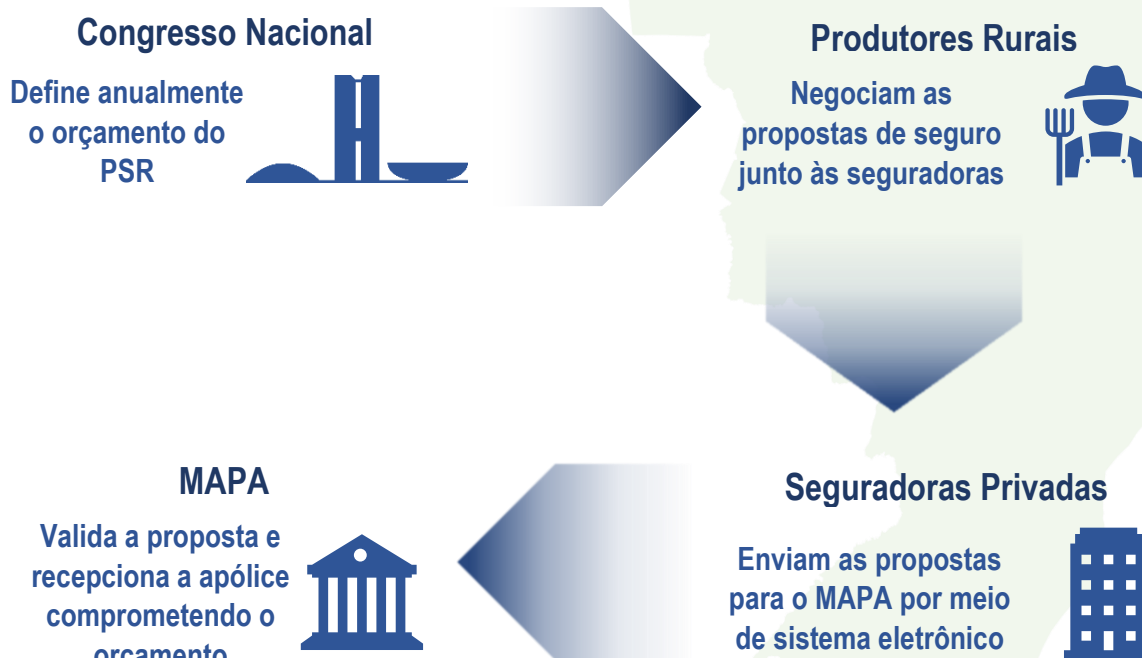 Congresso Nacional
Define anualmente
o orçamento do
PSR
Produtores Rurais
Negociam as
propostas de seguro
junto às seguradoras
MAPA
Valida a proposta e
recepciona a apólice
comprometendo o
orçamento
Seguradoras Privadas
Enviam as propostas
para o MAPA por meio
de sistema eletrônico